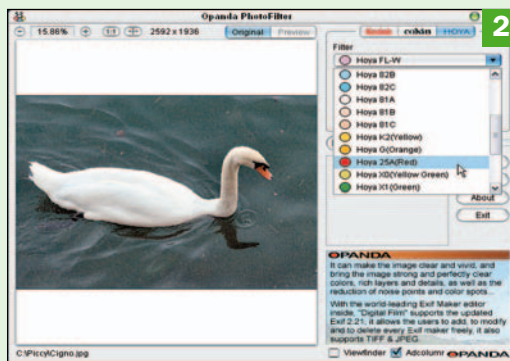 Opanda PhotoFilter
2
15.86%
1:1
2592 x 1936
Original
Preview
Kodak
cokin
HOYA
Filter
Hoya FL-W
Hoya 82B
Hoya 82C
Hoya 81A
Hoya 81B
Hoya 81C
Hoya K2(Yellow)
Hoya G(Orange)
Hoya 25A(Red)
Hoya X0(Yellow Green)
Hoya X1(Green)
About
Exit
OPANDA
It can make the image clear and vivid, and
bring the image strong and perfectly clear
colors, rich layers and details, as well as the
reduction of noise points and color spots...
With the world-leading Exif Maker editor
inside, "Digital Film" supports the updated
Exif 2.21, it allows the users to add, to modify
and to delete every Exif maker freely, it also
supports TIFF & JPEG.
C:\Piccy\Cigno.jpg
Viewfinder
Adcolumn
OPANDA